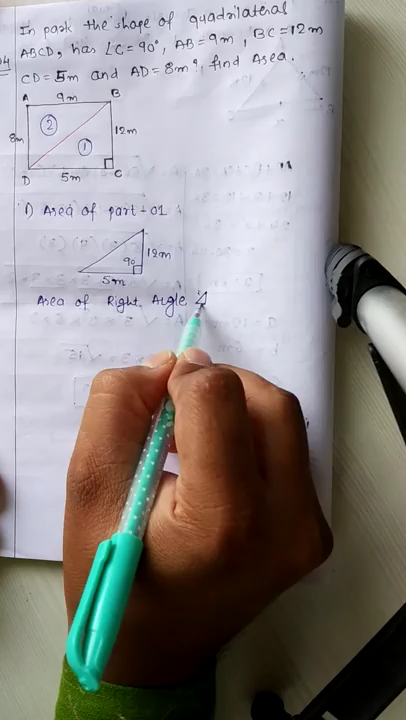 In park the shape of quadrilateral
ABCD, has ∠C = 90°, AB = 9m, BC = 12m
CD = 5m and AD = 8m?, find Area.
A 9m B
②
8m 12m
①
D 5m C
1) Area of part - 01
12m
90°
5m
Area of Right Angle